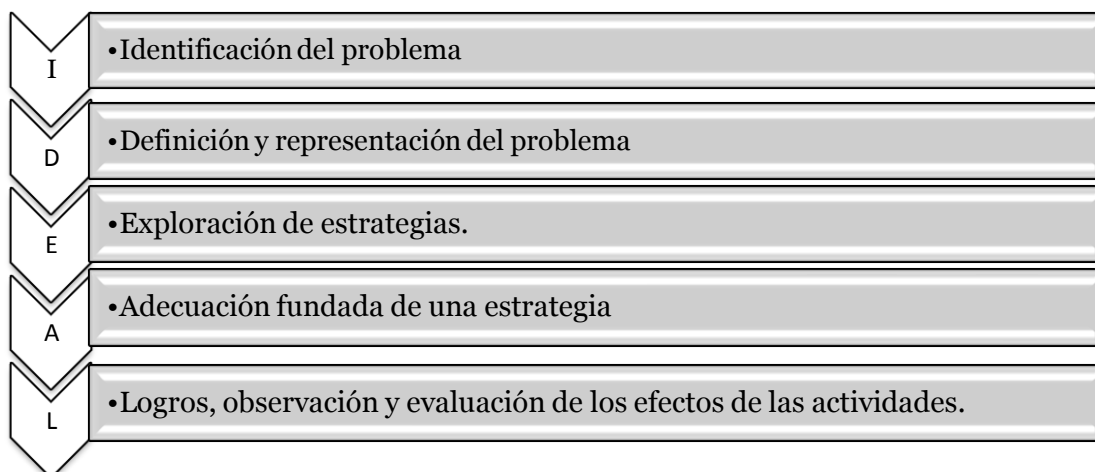 I
•Identificación del problema
D
•Definición y representación del problema
E
•Exploración de estrategias.
A
•Adecuación fundada de una estrategia
L
•Logros, observación y evaluación de los efectos de las actividades.